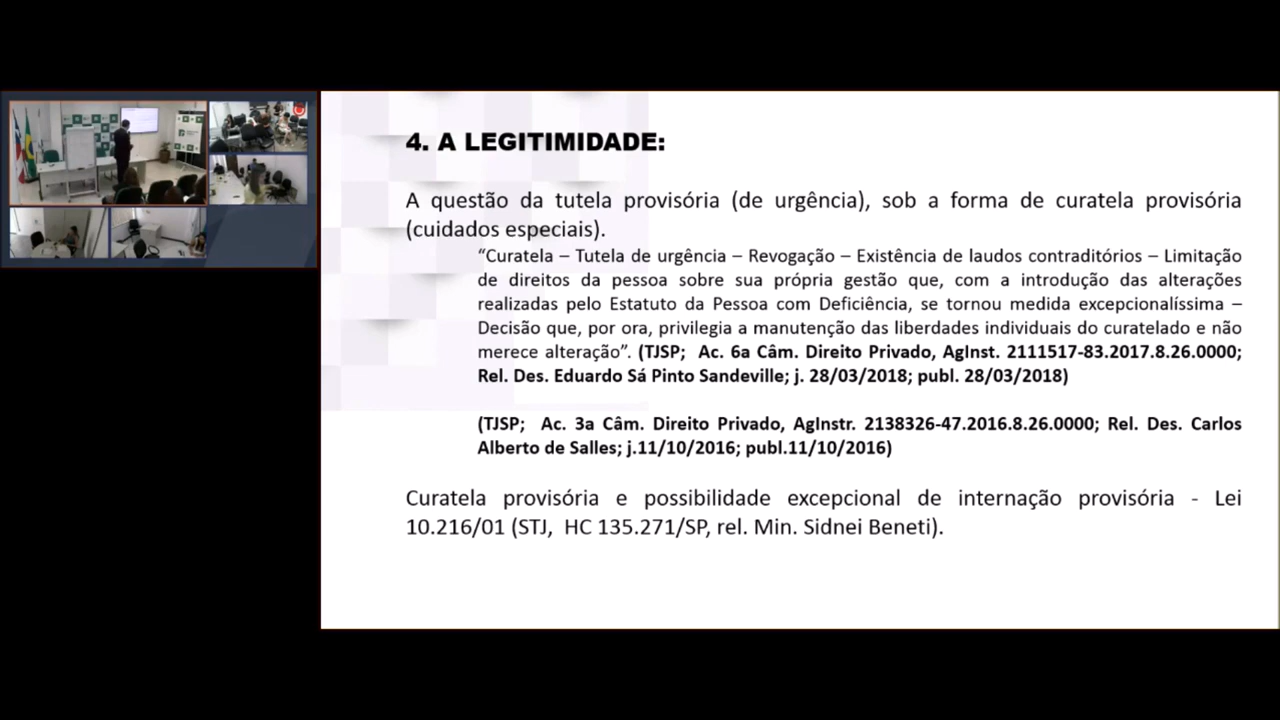 4. A LEGITIMIDADE:
A questão da tutela provisória (de urgência), sob a forma de curatela provisória
(cuidados especiais).
“Curatela – Tutela de urgência – Revogação – Existência de laudos contraditórios – Limitação
de direitos da pessoa sobre sua própria gestão que, com a introdução das alterações
realizadas pelo Estatuto da Pessoa com Deficiência, se tornou medida excepcionalíssima –
Decisão que, por ora, privilegia a manutenção das liberdades individuais do curatelado e não
merece alteração”. (TJSP; Ac. 6a Câm. Direito Privado, AgInst. 2111517-83.2017.8.26.0000;
Rel. Des. Eduardo Sá Pinto Sandeville; j. 28/03/2018; publ. 28/03/2018)
(TJSP; Ac. 3a Câm. Direito Privado, AgInstr. 2138326-47.2016.8.26.0000; Rel. Des. Carlos
Alberto de Salles; j.11/10/2016; publ.11/10/2016)
Curatela provisória e possibilidade excepcional de internação provisória - Lei
10.216/01 (STJ, HC 135.271/SP, rel. Min. Sidnei Beneti).